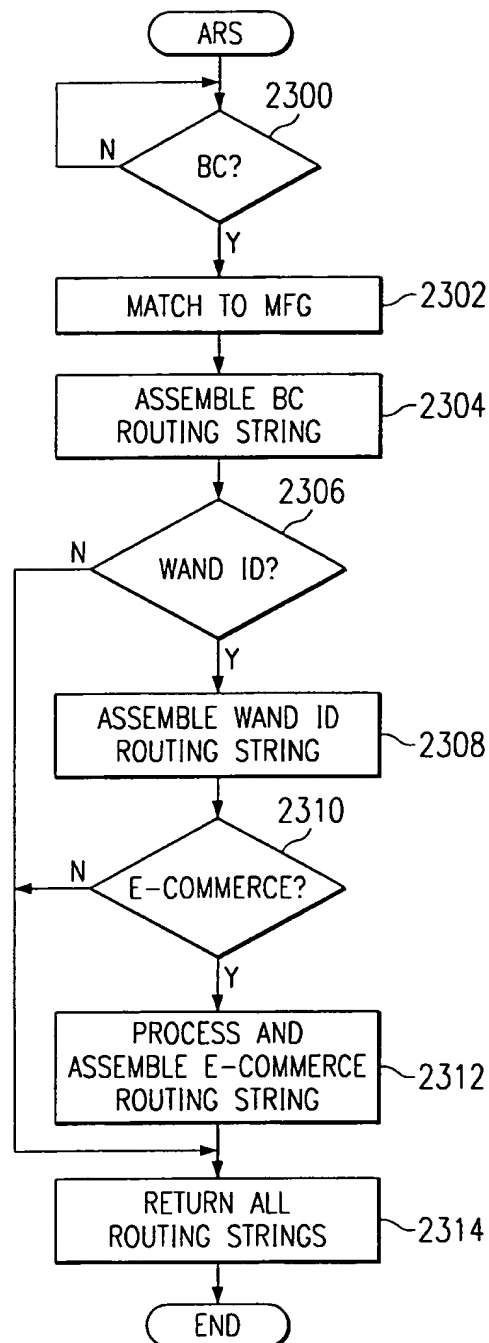 ARS
2300
N
BC?
Y
MATCH TO MFG
2302
ASSEMBLE BC
ROUTING STRING
2304
2306
N
WAND ID?
Y
ASSEMBLE WAND ID
ROUTING STRING
2308
2310
N
E-COMMERCE?
Y
PROCESS AND
ASSEMBLE E-COMMERCE
ROUTING STRING
2312
RETURN ALL
ROUTING STRINGS
2314
END